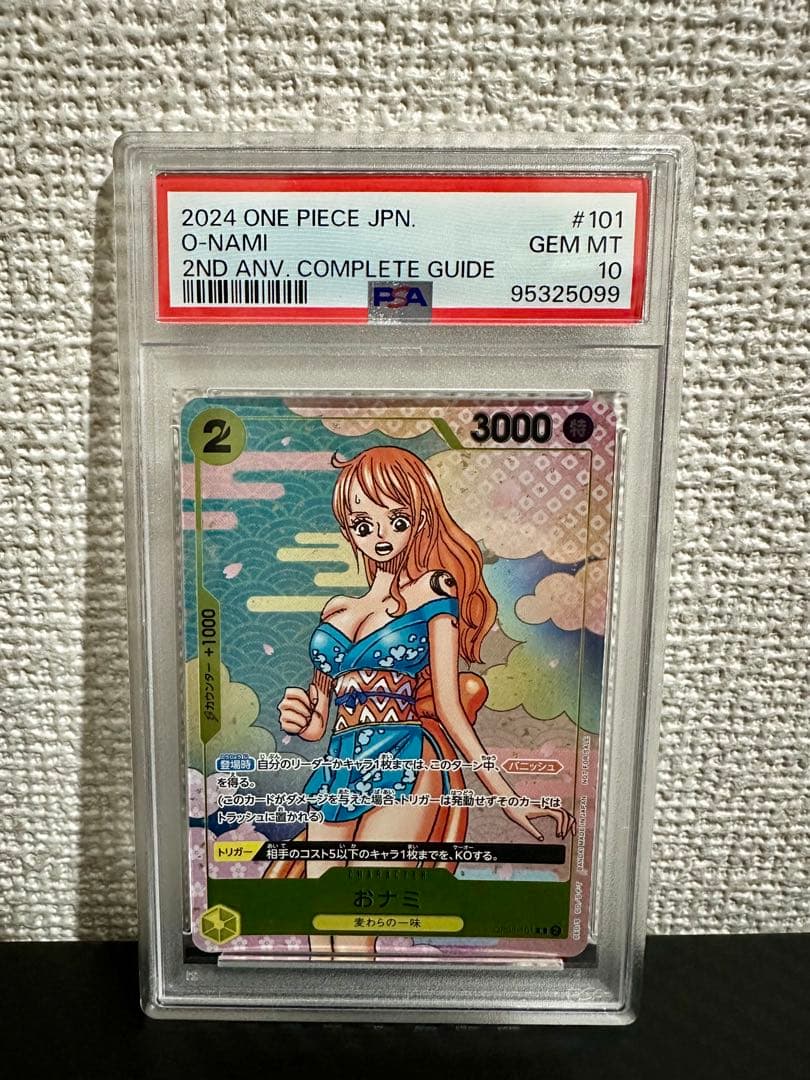 2024 ONE PIECE JPN. #101
O-NAMI GEM MT
2ND ANV. COMPLETE GUIDE 10
PSA 95325099
2 3000 特
カウンター +1000
登場時 自分のリーダーかキャラ1枚までは、このターン中、バニッシュ
を得る。
(このカードがダメージを与えた場合、トリガーは発動せずそのカードは
トラッシュに置かれる)
トリガー 相手のコスト5以下のキャラ1枚までを、KOする。
CHARACTER
おナミ
麦わらの一味
BANDAI MADE IN JAPAN NOT FOR SALE